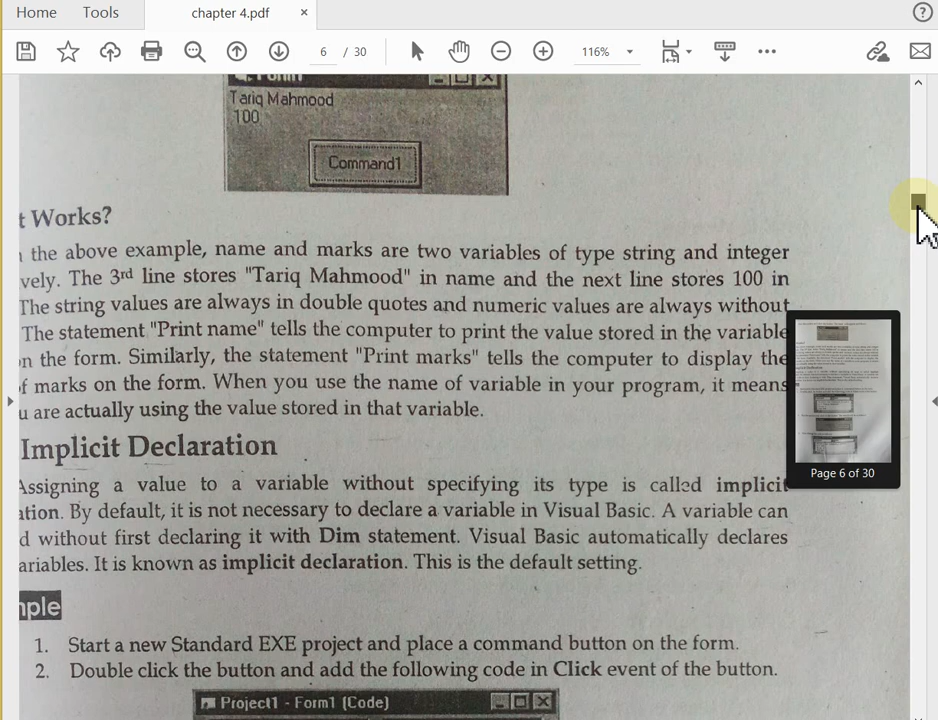 Home Tools chapter 4.pdf ×
6 / 30 116%
Tariq Mahmood
100
Command1
t Works?
the above example, name and marks are two variables of type string and integer
vely. The 3rd line stores "Tariq Mahmood" in name and the next line stores 100 in
The string values are always in double quotes and numeric values are always without
The statement "Print name" tells the computer to print the value stored in the variable
n the form. Similarly, the statement "Print marks" tells the computer to display the
f marks on the form. When you use the name of variable in your program, it means
u are actually using the value stored in that variable.
Implicit Declaration
Assigning a value to a variable without specifying its type is called implicit
ation. By default, it is not necessary to declare a variable in Visual Basic. A variable can
d without first declaring it with Dim statement. Visual Basic automatically declares
ariables. It is known as implicit declaration. This is the default setting.
mple
1. Start a new Standard EXE project and place a command button on the form.
2. Double click the button and add the following code in Click event of the button.
Project1 - Form1 (Code)
Page 6 of 30